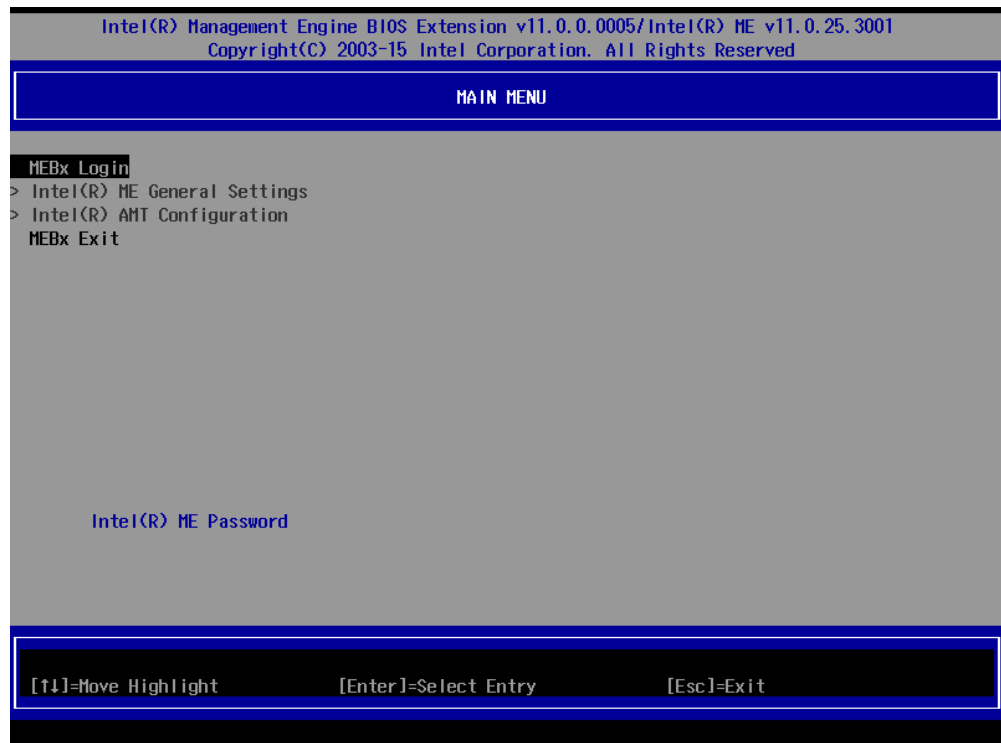 Intel(R) Management Engine BIOS Extension v11.0.0.0005/Intel(R) ME v11.0.25.3001
Copyright(C) 2003-15 Intel Corporation. All Rights Reserved
MAIN MENU
MEBx Login
> Intel(R) ME General Settings
> Intel(R) AMT Configuration
MEBx Exit
Intel(R) ME Password
[↑↓]=Move Highlight [Enter]=Select Entry [Esc]=Exit